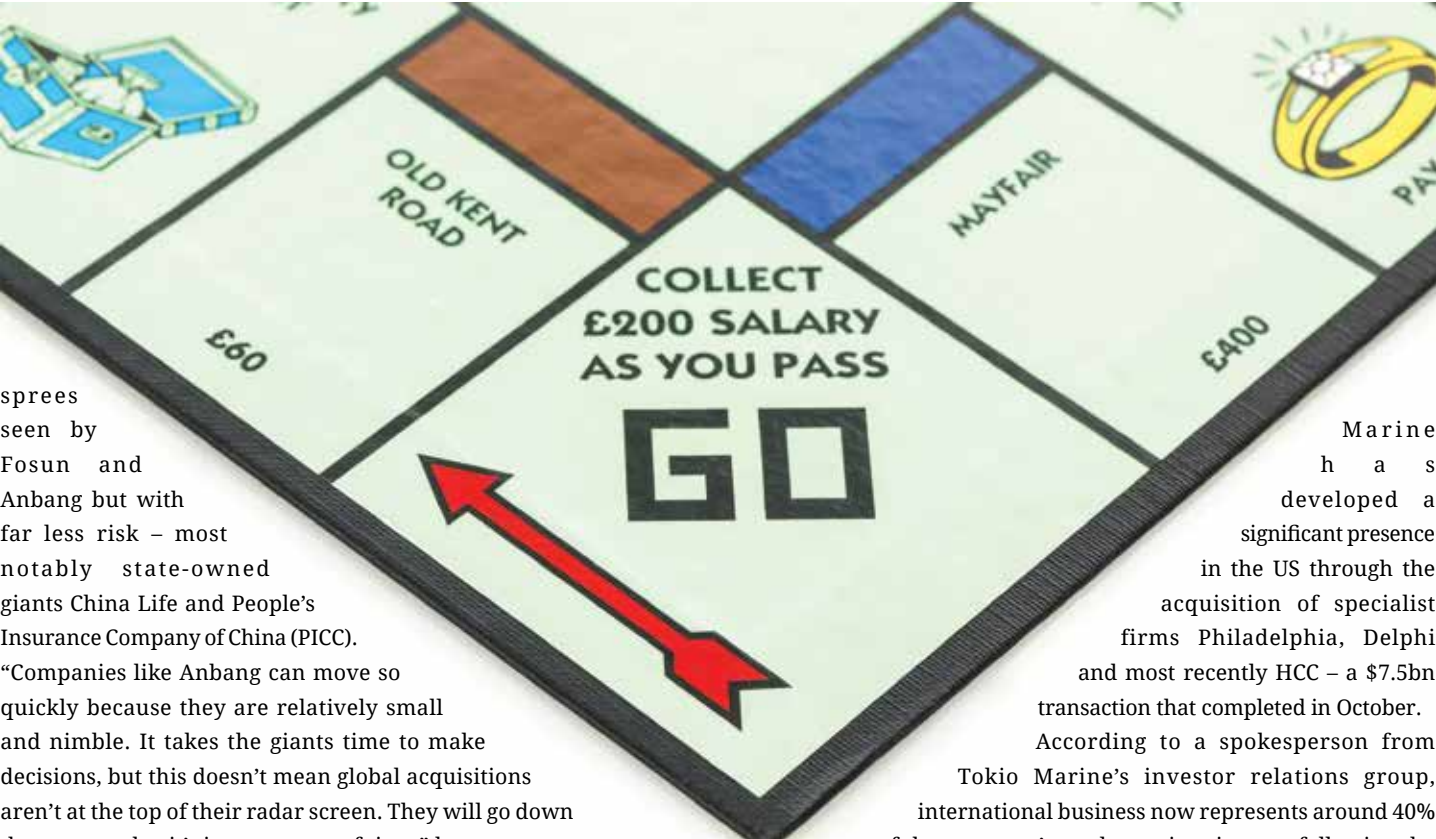 OLD KENT
ROAD
£60
COLLECT
£200 SALARY
AS YOU PASS
GO
MAYFAIR
£400
PAY
sprees
seen by
Fosun and
Anbang but with
far less risk – most
notably state-owned
giants China Life and People’s
Insurance Company of China (PICC).
“Companies like Anbang can move so
quickly because they are relatively small
and nimble. It takes the giants time to make
decisions, but this doesn’t mean global acquisitions
aren’t at the top of their radar screen. They will go down
Marine
has
developed a
significant presence
in the US through the
acquisition of specialist
firms Philadelphia, Delphi
and most recently HCC – a $7.5bn
transaction that completed in October.
According to a spokesperson from
Tokio Marine’s investor relations group,
international business now represents around 40%